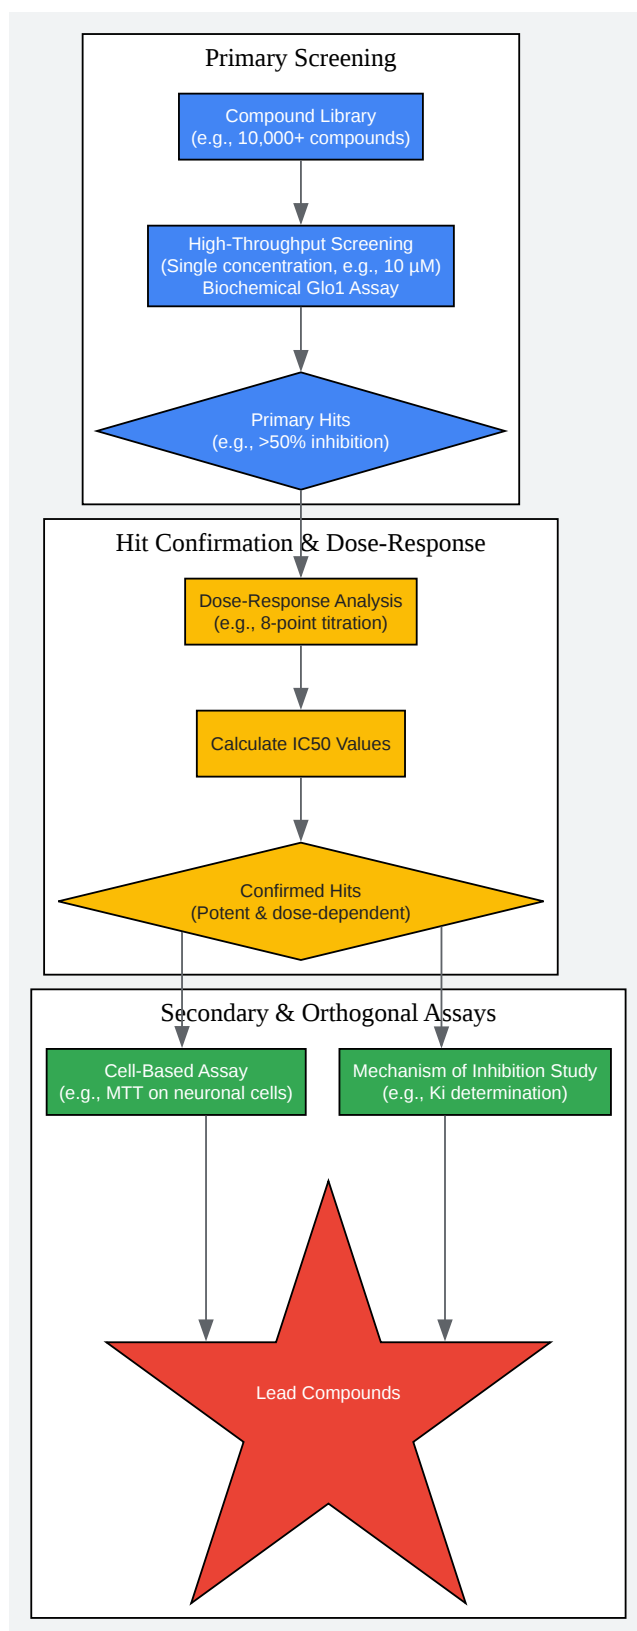 Primary Screening
Compound Library
(e.g., 10,000+ compounds)
High-Throughput Screening
(Single concentration, e.g., 10 µM)
Biochemical Glo1 Assay
Primary Hits
(e.g., >50% inhibition)
Hit Confirmation & Dose-Response
Dose-Response Analysis
(e.g., 8-point titration)
Calculate IC50 Values
Confirmed Hits
(Potent & dose-dependent)
Secondary & Orthogonal Assays
Cell-Based Assay
(e.g., MTT on neuronal cells)
Mechanism of Inhibition Study
(e.g., Ki determination)
Lead Compounds